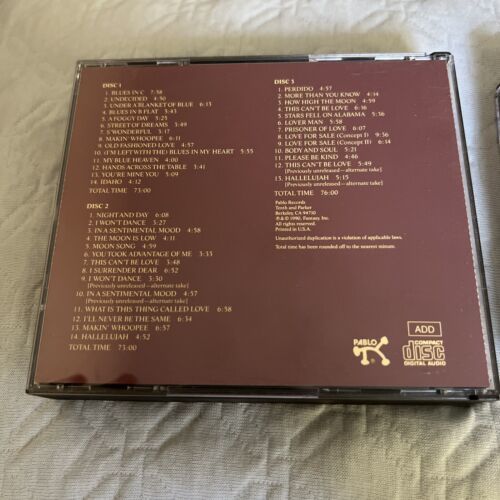 DISC 1
1. BLUES IN C 7:58
2. UNDECIDED 4:50
3. UNDER A BLANKET OF BLUE 6:15
4. BLUES IN B FLAT 3:43
5. A FOGGY DAY 3:25
6. STREET OF DREAMS 3:49
7. S'WONDERFUL 3:17
8. MAKIN' WHOOPEE 6:11
9. OLD FASHIONED LOVE 4:57
10. (I'M LEFT WITH THE) BLUES IN MY HEART 5:55
11. MY BLUE HEAVEN 4:00
12. HANDS ACROSS THE TABLE 3:41
13. YOU'RE MINE YOU 5:09
14. IDAHO 4:12
TOTAL TIME 73:00
DISC 2
1. NIGHT AND DAY 6:08
2. I WON'T DANCE 3:27
3. IN A SENTIMENTAL MOOD 5:58
4. THE MOON IS LOW 4:11
5. MOON SONG 4:59
6. YOU TOOK ADVANTAGE OF ME 3:33
7. THIS CAN'T BE LOVE 3:48
8. I SURRENDER DEAR 6:52
9. I WON'T DANCE 3:30
[Previously unreleased—alternate take]
10. IN A SENTIMENTAL MOOD 4:57
[Previously unreleased—alternate take]
11. WHAT IS THIS THING CALLED LOVE 6:58
12. I'LL NEVER BE THE SAME 6:34
13. MAKIN' WHOOPEE 6:57
14. HALLELUJAH 4:52
TOTAL TIME 73:00
DISC 3
1. PERDIDO 4:57
2. MORE THAN YOU KNOW 4:14
3. HOW HIGH THE MOON 4:59
4. THIS CAN'T BE LOVE 6:31
5. STARS FELL ON ALABAMA 5:36
6. LOVER MAN 5:58
7. PRISONER OF LOVE 6:07
8. LOVE FOR SALE (Concept I) 9:34
9. LOVE FOR SALE (Concept II) 6:14
10. BODY AND SOUL 5:21
11. PLEASE BE KIND 4:46
12. THIS CAN'T BE LOVE 5:49
[Previously unreleased—alternate take]
13. HALLELUJAH 5:15
[Previously unreleased—alternate take]
TOTAL TIME 76:00
Pablo Records
Tenth and Parker
Berkeley, CA 94710
℗ & © 1990, Fantasy, Inc.
All rights reserved.
Printed in U.S.A.
Unauthorized duplication is a violation of applicable laws.
Total time has been rounded off to the nearest minute.
PABLO
ADD
COMPACT
disc
DIGITAL AUDIO